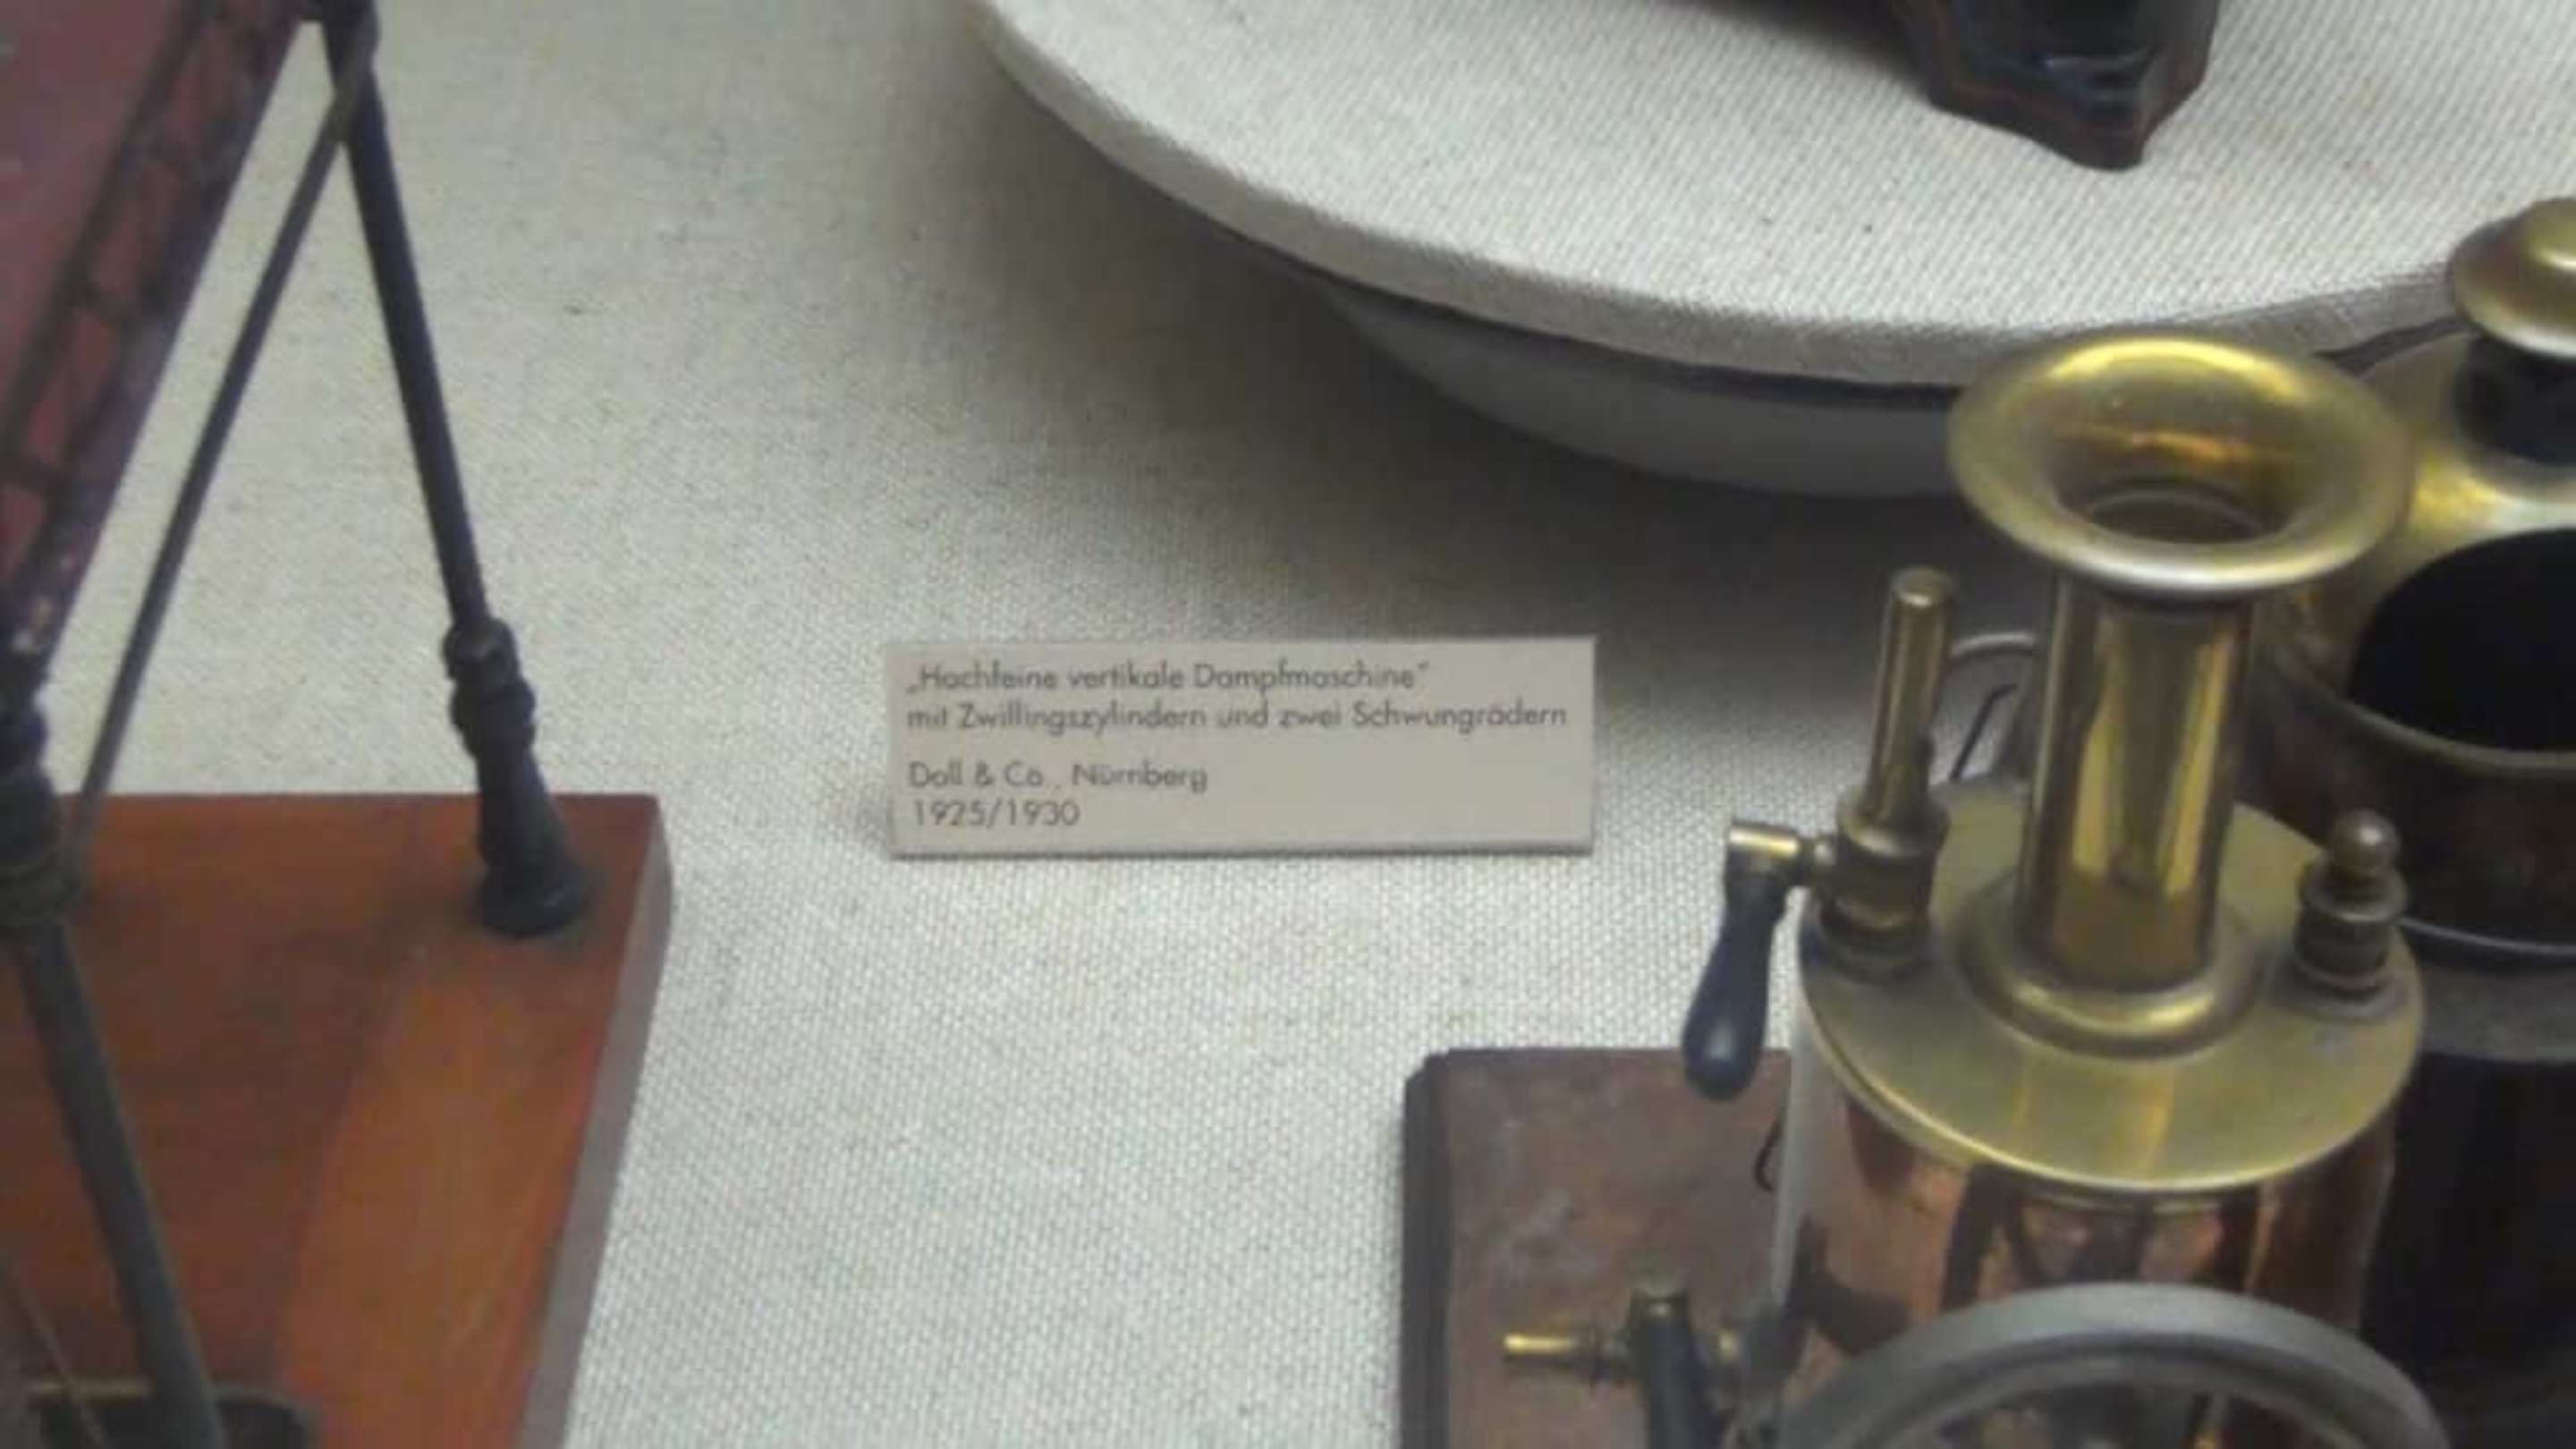 „Hochfeine vertikale Dampfmaschine“
mit Zwillingszylindern und zwei Schwungrädern
Doll & Co., Nürnberg
1925/1930